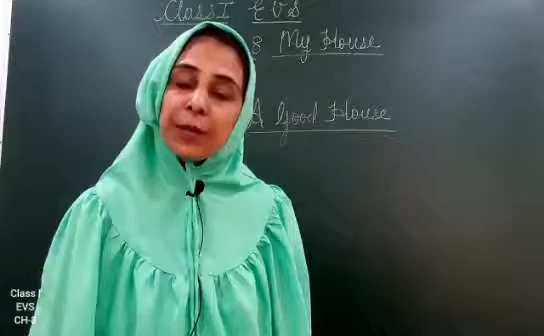 Class I EVS
8 My House
A Good House
Class I
EVS
CH-8